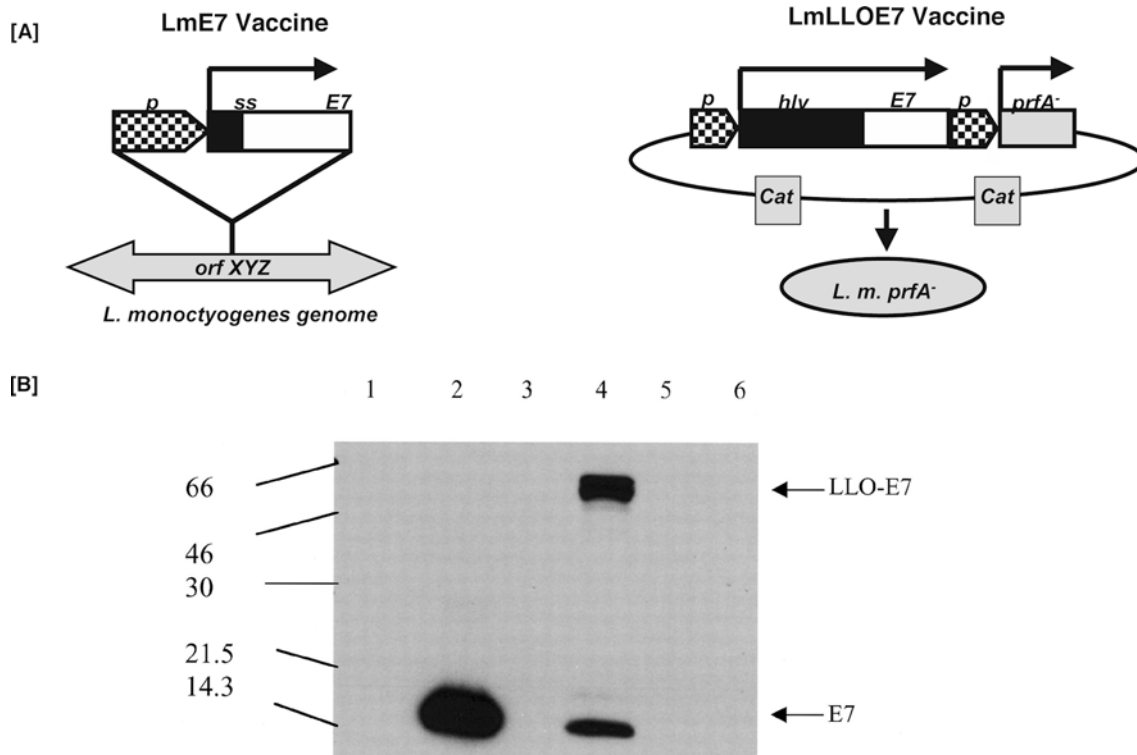 [A]
LmE7 Vaccine
LmLLOE7 Vaccine
p ss E7
p hly E7 p prfA-
Cat Cat
orf XYZ
L. m. prfA-
L. monoctyogenes genome
[B]
1 2 3 4 5 6
66
LLO-E7
46
30
21.5
14.3
E7